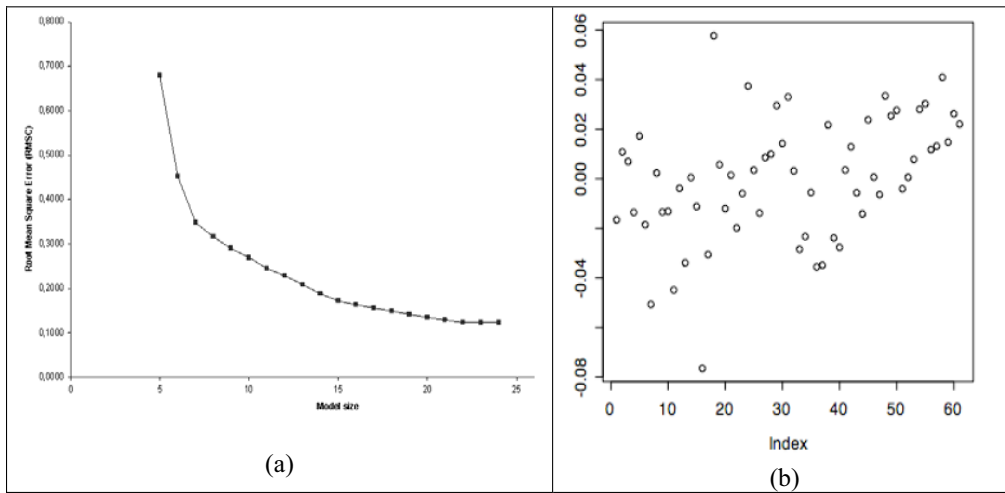 0,8000
0,7000
0,6000
0,5000
0,4000
0,3000
0,2000
0,1000
0,0000
Root Mean Square Error (RMSC)
0 5 10 15 20 25
Model size
(a)
0.06
0.04
0.02
0.00
-0.04
-0.08
0 10 20 30 40 50 60
Index
(b)